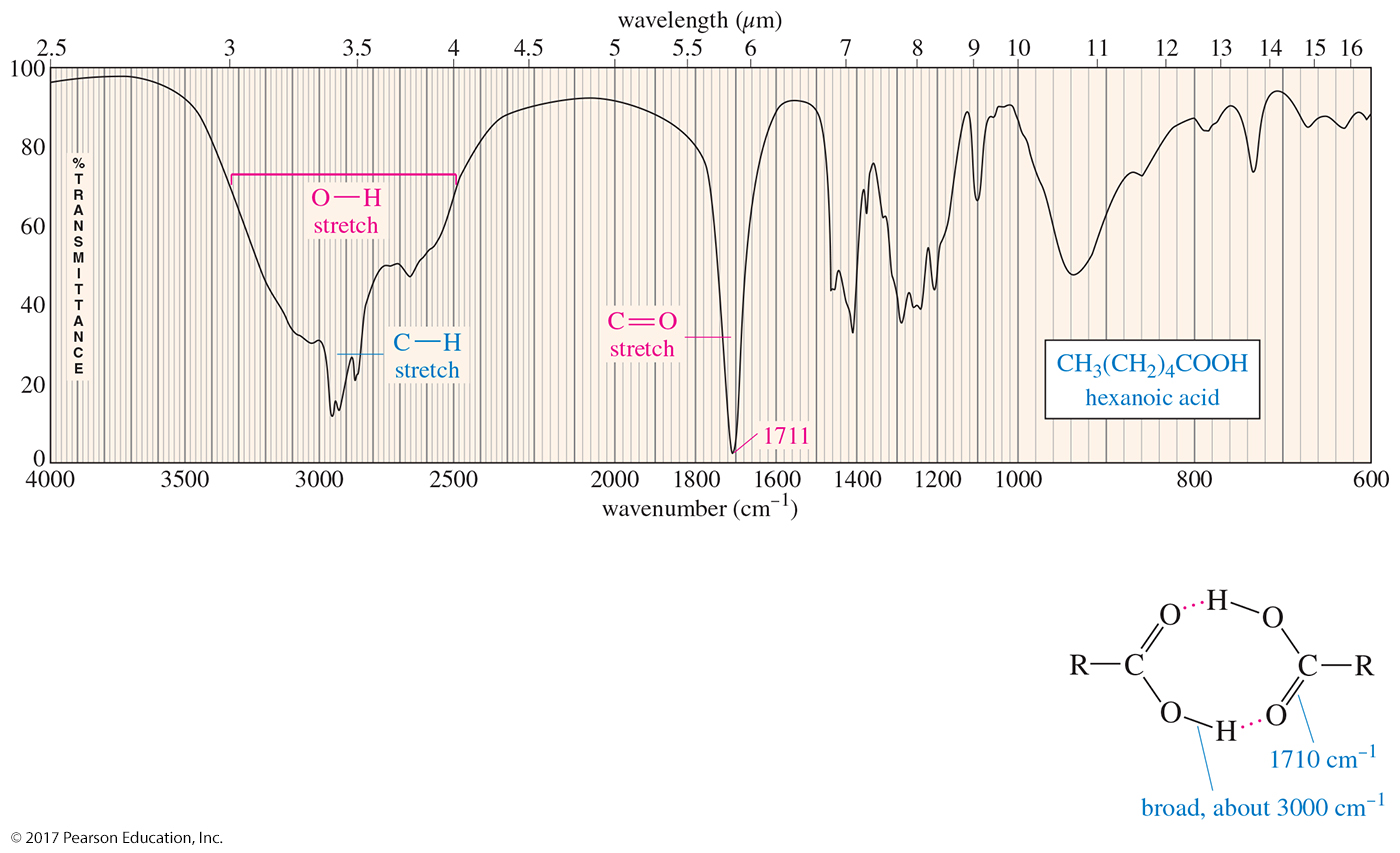 wavelength (μm)
2.5 3 3.5 4 4.5 5 5.5 6 7 8 9 10 11 12 13 14 15 16
100
80
60
40
20
0
%
T
R
A
N
S
M
I
T
T
A
N
C
E
O—H
stretch
C—H
stretch
C=O
stretch
1711
CH₃(CH₂)₄COOH
hexanoic acid
4000 3500 3000 2500 2000 1800 1600 1400 1200 1000 800 600
wavenumber (cm⁻¹)
O H O
R—C C—R
O H O
1710 cm⁻¹
broad, about 3000 cm⁻¹
© 2017 Pearson Education, Inc.